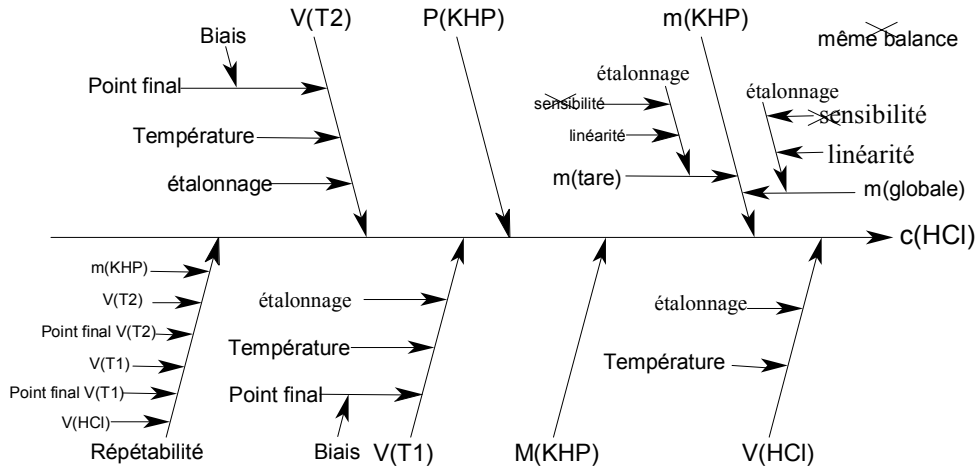 V(T2)
P(KHP)
m(KHP)
même balance
Biais
Point final
Température
étalonnage
étalonnage
sensibilité
linéarité
m(tare)
étalonnage
sensibilité
linéarité
m(globale)
c(HCl)
m(KHP)
V(T2)
Point final V(T2)
V(T1)
Point final V(T1)
V(HCl)
Répétabilité
étalonnage
Température
Point final
Biais
V(T1)
M(KHP)
étalonnage
Température
V(HCl)